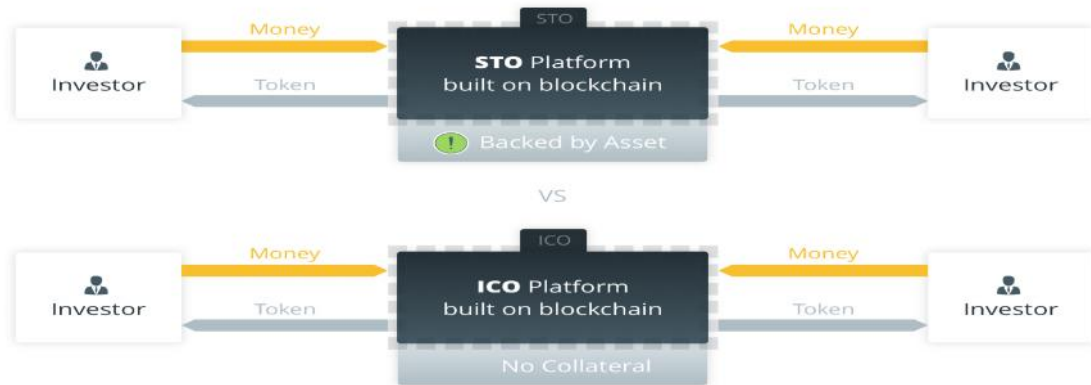 STO
Money
Money
Investor
Token
STO Platform
built on blockchain
Token
Investor
Backed by Asset
VS
ICO
Money
Money
Investor
Token
ICO Platform
built on blockchain
Token
Investor
No Collateral